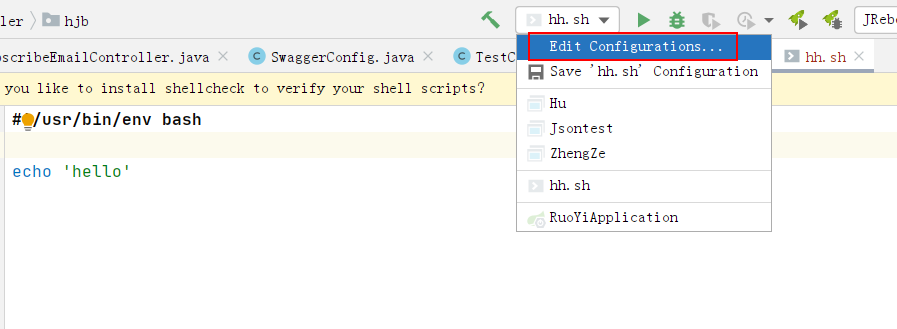 ller hjb hh.sh JRebe
scribeEmailController.java SwaggerConfig.java TestC hh.sh
Edit Configurations...
you like to install shellcheck to verify your shell scripts?
Save 'hh.sh' Configuration
#!/usr/bin/env bash
Hu
Jsontest
ZhengZe
echo 'hello'
hh.sh
RuoYiApplication